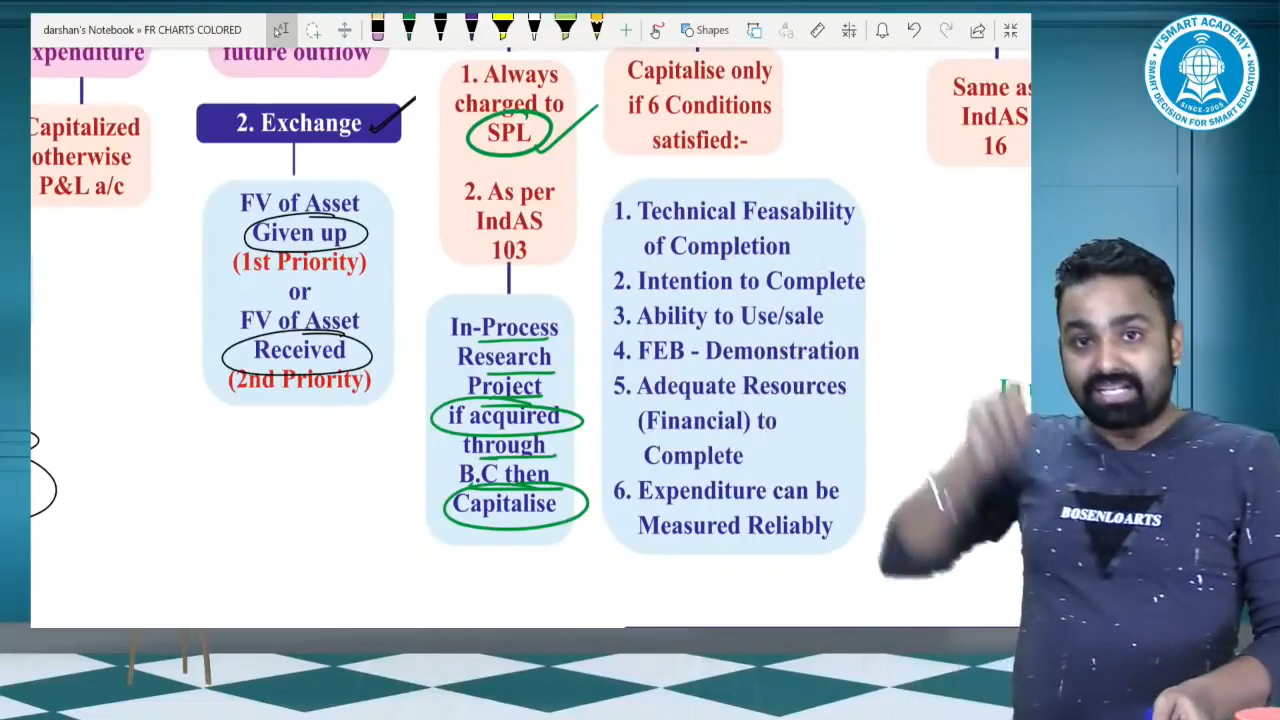 darshan's Notebook » FR CHARTS COLORED
Shapes
xpenditure
Capitalized
otherwise
P&L a/c
future outflow
2. Exchange
FV of Asset
Given up
(1st Priority)
or
FV of Asset
Received
(2nd Priority)
1. Always
charged to
SPL
2. As per
IndAS
103
In-Process
Research
Project
if acquired
through
B.C then
Capitalise
Capitalise only
if 6 Conditions
satisfied:-
1. Technical Feasability
of Completion
2. Intention to Complete
3. Ability to Use/sale
4. FEB - Demonstration
5. Adequate Resources
(Financial) to
Complete
6. Expenditure can be
Measured Reliably
Same as
IndAS
16
V'SMART ACADEMY
SINCE-2005
SMART DECISION FOR SMART EDUCATION
BOSENLOARTS